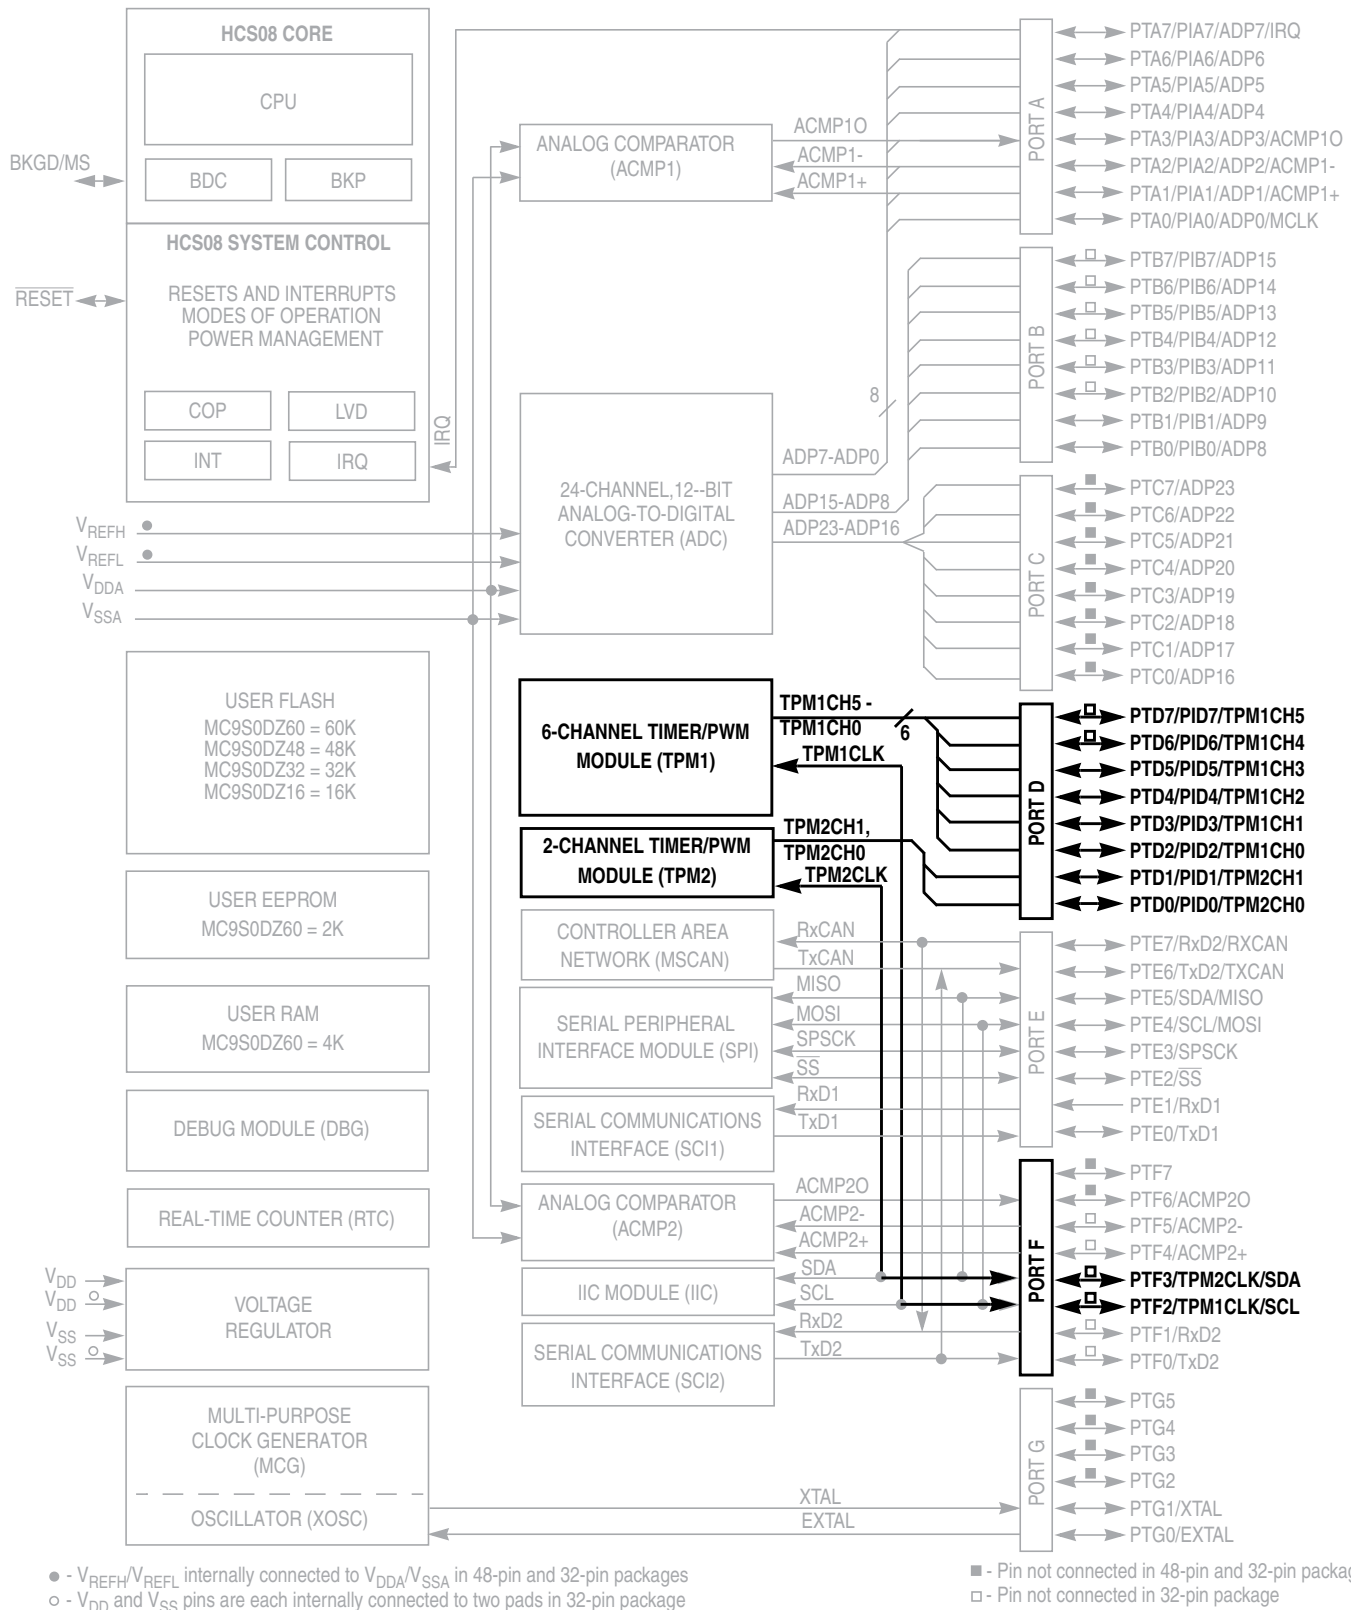 HCS08 CORE
CPU
BDC
BKP
BKGD/MS
HCS08 SYSTEM CONTROL
RESETS AND INTERRUPTS
MODES OF OPERATION
POWER MANAGEMENT
RESET
COP
LVD
INT
IRQ
IRQ
VREFH
VREFL
VDDA
VSSA
USER FLASH
MC9S0DZ60 = 60K
MC9S0DZ48 = 48K
MC9S0DZ32 = 32K
MC9S0DZ16 = 16K
USER EEPROM
MC9S0DZ60 = 2K
USER RAM
MC9S0DZ60 = 4K
DEBUG MODULE (DBG)
REAL-TIME COUNTER (RTC)
VDD
VDD
VSS
VSS
VOLTAGE
REGULATOR
MULTI-PURPOSE
CLOCK GENERATOR
(MCG)
OSCILLATOR (XOSC)
ANALOG COMPARATOR
(ACMP1)
ACMP1O
ACMP1-
ACMP1+
24-CHANNEL,12--BIT
ANALOG-TO-DIGITAL
CONVERTER (ADC)
8
ADP7-ADP0
ADP15-ADP8
ADP23-ADP16
6-CHANNEL TIMER/PWM
MODULE (TPM1)
TPM1CH5 -
TPM1CH0
6
TPM1CLK
2-CHANNEL TIMER/PWM
MODULE (TPM2)
TPM2CH1,
TPM2CH0
TPM2CLK
CONTROLLER AREA
NETWORK (MSCAN)
RxCAN
TxCAN
SERIAL PERIPHERAL
INTERFACE MODULE (SPI)
MISO
MOSI
SPSCK
SS
SERIAL COMMUNICATIONS
INTERFACE (SCI1)
RxD1
TxD1
ANALOG COMPARATOR
(ACMP2)
ACMP2O
ACMP2-
ACMP2+
IIC MODULE (IIC)
SDA
SCL
SERIAL COMMUNICATIONS
INTERFACE (SCI2)
RxD2
TxD2
XTAL
EXTAL
PORT A
PTA7/PIA7/ADP7/IRQ
PTA6/PIA6/ADP6
PTA5/PIA5/ADP5
PTA4/PIA4/ADP4
PTA3/PIA3/ADP3/ACMP1O
PTA2/PIA2/ADP2/ACMP1-
PTA1/PIA1/ADP1/ACMP1+
PTA0/PIA0/ADP0/MCLK
PORT B
PTB7/PIB7/ADP15
PTB6/PIB6/ADP14
PTB5/PIB5/ADP13
PTB4/PIB4/ADP12
PTB3/PIB3/ADP11
PTB2/PIB2/ADP10
PTB1/PIB1/ADP9
PTB0/PIB0/ADP8
PORT C
PTC7/ADP23
PTC6/ADP22
PTC5/ADP21
PTC4/ADP20
PTC3/ADP19
PTC2/ADP18
PTC1/ADP17
PTC0/ADP16
PORT D
PTD7/PID7/TPM1CH5
PTD6/PID6/TPM1CH4
PTD5/PID5/TPM1CH3
PTD4/PID4/TPM1CH2
PTD3/PID3/TPM1CH1
PTD2/PID2/TPM1CH0
PTD1/PID1/TPM2CH1
PTD0/PID0/TPM2CH0
PORT E
PTE7/RxD2/RXCAN
PTE6/TxD2/TXCAN
PTE5/SDA/MISO
PTE4/SCL/MOSI
PTE3/SPSCK
PTE2/SS
PTE1/RxD1
PTE0/TxD1
PORT F
PTF7
PTF6/ACMP2O
PTF5/ACMP2-
PTF4/ACMP2+
PTF3/TPM2CLK/SDA
PTF2/TPM1CLK/SCL
PTF1/RxD2
PTF0/TxD2
PORT G
PTG5
PTG4
PTG3
PTG2
PTG1/XTAL
PTG0/EXTAL
● - VREFH/VREFL internally connected to VDDA/VSSA in 48-pin and 32-pin packages
○ - VDD and VSS pins are each internally connected to two pads in 32-pin package
■ - Pin not connected in 48-pin and 32-pin packag
□ - Pin not connected in 32-pin package